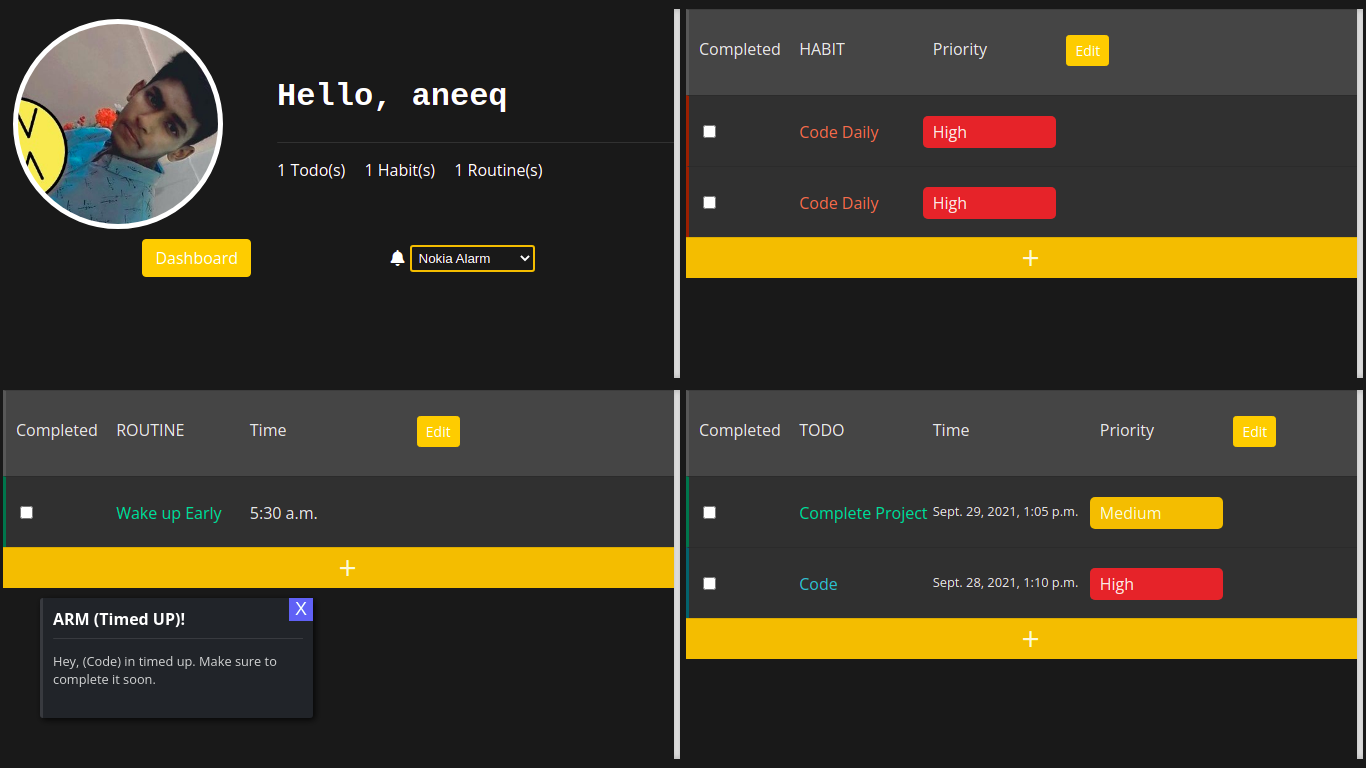 Hello, aneeq
1 Todo(s) 1 Habit(s) 1 Routine(s)
Dashboard
Nokia Alarm
Completed HABIT Priority Edit
Code Daily High
Code Daily High
+
Completed ROUTINE Time Edit
Wake up Early 5:30 a.m.
+
ARM (Timed UP)! X
Hey, (Code) in timed up. Make sure to
complete it soon.
Completed TODO Time Priority Edit
Complete Project Sept. 29, 2021, 1:05 p.m. Medium
Code Sept. 28, 2021, 1:10 p.m. High
+